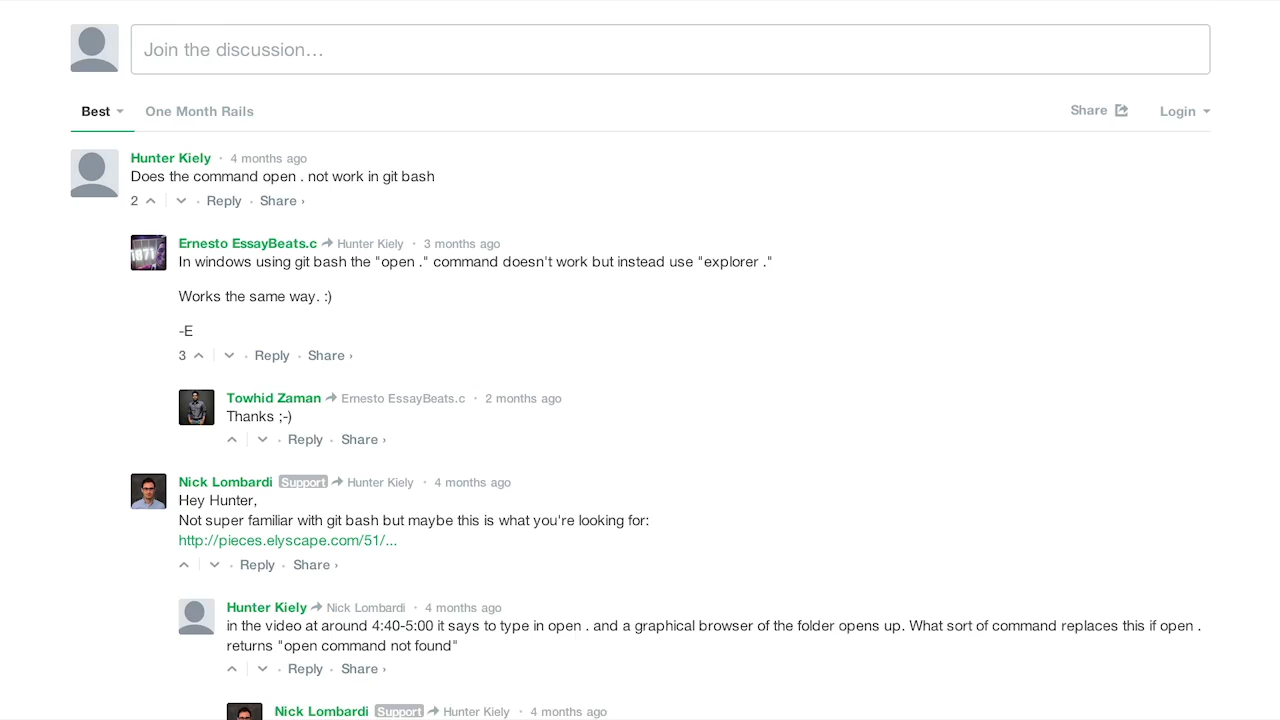 Join the discussion…
Best One Month Rails Share Login
Hunter Kiely · 4 months ago
Does the command open . not work in git bash
2 Reply · Share ›
1871
Ernesto EssayBeats.c Hunter Kiely · 3 months ago
In windows using git bash the "open ." command doesn't work but instead use "explorer ."
Works the same way. :)
-E
3 Reply · Share ›
Towhid Zaman Ernesto EssayBeats.c · 2 months ago
Thanks ;-)
Reply · Share ›
Nick Lombardi Support Hunter Kiely · 4 months ago
Hey Hunter,
Not super familiar with git bash but maybe this is what you're looking for:
http://pieces.elyscape.com/51/...
Reply · Share ›
Hunter Kiely Nick Lombardi · 4 months ago
in the video at around 4:40-5:00 it says to type in open . and a graphical browser of the folder opens up. What sort of command replaces this if open .
returns "open command not found"
Reply · Share ›
Nick Lombardi Support Hunter Kiely · 4 months ago